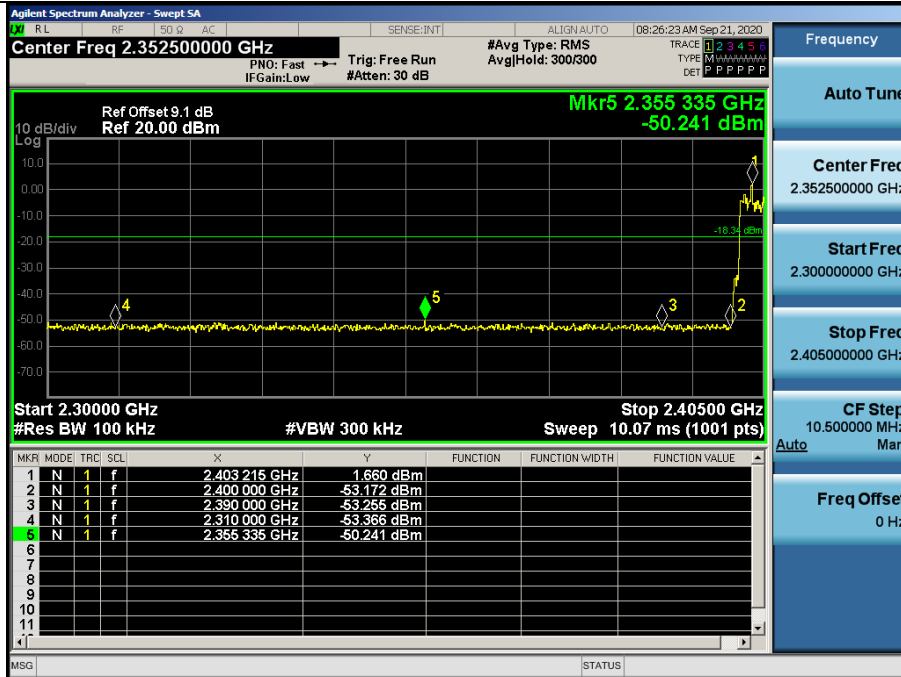 Agilent Spectrum Analyzer - Swept SA
LXI RL RF 50 Ω AC SENSE:INT ALIGN AUTO 08:26:23 AM Sep 21, 2020
Center Freq 2.352500000 GHz
PNO: Fast
IFGain:Low
Trig: Free Run
#Atten: 30 dB
#Avg Type: RMS
Avg|Hold: 300/300
TRACE 1 2 3 4 5 6
TYPE M
DET P P P P P P
Ref Offset 9.1 dB
Ref 20.00 dBm
Mkr5 2.355 335 GHz
-50.241 dBm
10 dB/div
Log
10.0
0.00
-10.0
-20.0
-30.0
-40.0
-50.0
-60.0
-70.0
1
-18.34 dBm
4
5
3
2
Start 2.30000 GHz Stop 2.40500 GHz
#Res BW 100 kHz #VBW 300 kHz Sweep 10.07 ms (1001 pts)
MKR MODE TRC SCL X Y FUNCTION FUNCTION WIDTH FUNCTION VALUE
1 N 1 f 2.403 215 GHz 1.660 dBm
2 N 1 f 2.400 000 GHz -53.172 dBm
3 N 1 f 2.390 000 GHz -53.255 dBm
4 N 1 f 2.310 000 GHz -53.366 dBm
5 N 1 f 2.355 335 GHz -50.241 dBm
6
7
8
9
10
11
MSG STATUS
Frequency
Auto Tune
Center Freq
2.352500000 GHz
Start Freq
2.300000000 GHz
Stop Freq
2.405000000 GHz
CF Step
10.500000 MHz
Auto Man
Freq Offset
0 Hz